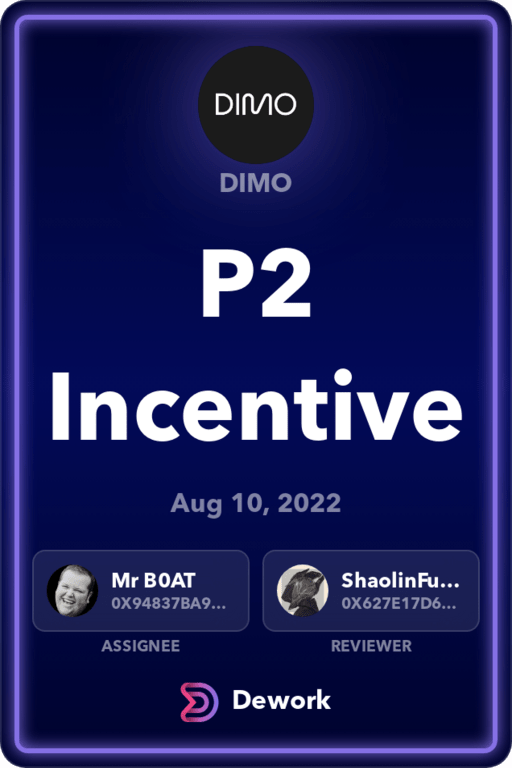 DIMO
DIMO
P2
Incentive
Aug 10, 2022
Mr B0AT
0X94837BA9...
ShaolinFu...
0X627E17D6...
ASSIGNEE
REVIEWER
Dework